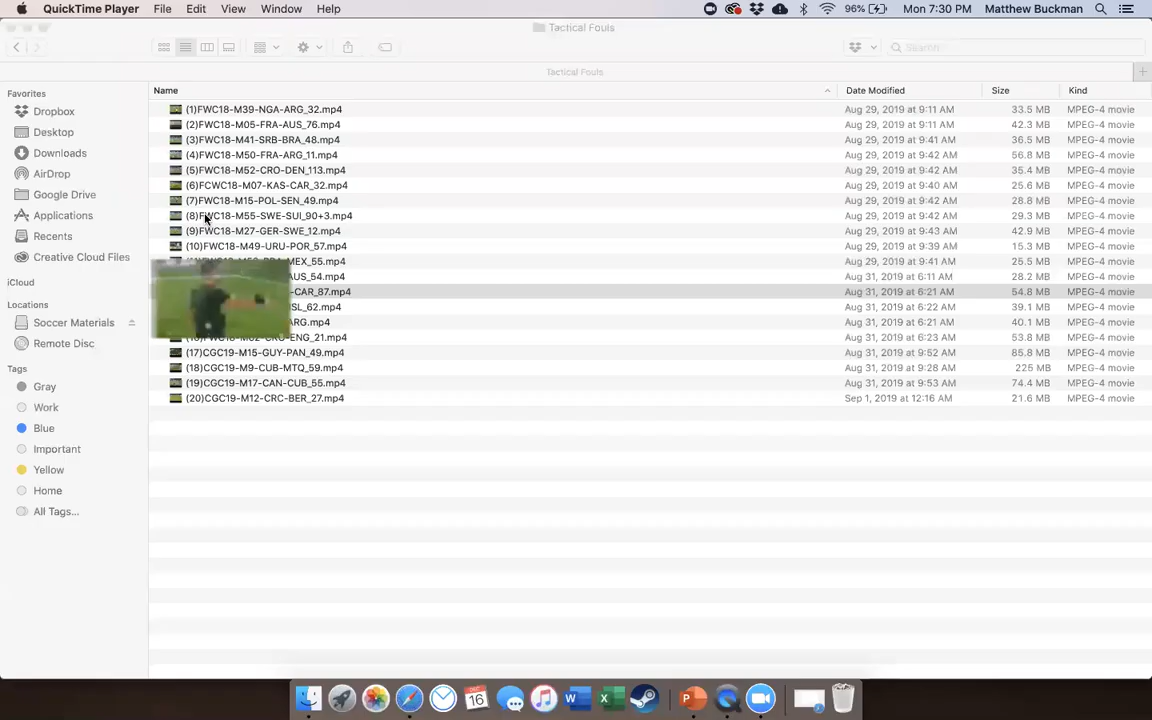 QuickTime Player File Edit View Window Help 96% Mon 7:30 PM Matthew Buckman
Tactical Fouls
Search
Tactical Fouls
Favorites
Dropbox
Desktop
Downloads
AirDrop
Google Drive
Applications
Recents
Creative Cloud Files
iCloud
Locations
Soccer Materials
Remote Disc
Tags
Gray
Work
Blue
Important
Yellow
Home
All Tags...
Name Date Modified Size Kind
(1)FWC18-M39-NGA-ARG_32.mp4 Aug 29, 2019 at 9:11 AM 33.5 MB MPEG-4 movie
(2)FWC18-M05-FRA-AUS_76.mp4 Aug 29, 2019 at 9:11 AM 42.3 MB MPEG-4 movie
(3)FWC18-M41-SRB-BRA_48.mp4 Aug 29, 2019 at 9:41 AM 36.5 MB MPEG-4 movie
(4)FWC18-M50-FRA-ARG_11.mp4 Aug 29, 2019 at 9:42 AM 56.8 MB MPEG-4 movie
(5)FWC18-M52-CRO-DEN_113.mp4 Aug 29, 2019 at 9:42 AM 35.4 MB MPEG-4 movie
(6)FCWC18-M07-KAS-CAR_32.mp4 Aug 29, 2019 at 9:40 AM 25.6 MB MPEG-4 movie
(7)FWC18-M15-POL-SEN_49.mp4 Aug 29, 2019 at 9:42 AM 28.8 MB MPEG-4 movie
(8)FWC18-M55-SWE-SUI_90+3.mp4 Aug 29, 2019 at 9:42 AM 29.3 MB MPEG-4 movie
(9)FWC18-M27-GER-SWE_12.mp4 Aug 29, 2019 at 9:43 AM 42.9 MB MPEG-4 movie
(10)FWC18-M49-URU-POR_57.mp4 Aug 29, 2019 at 9:39 AM 15.3 MB MPEG-4 movie
MEX_55.mp4 Aug 29, 2019 at 9:41 AM 25.5 MB MPEG-4 movie
AUS_54.mp4 Aug 31, 2019 at 6:11 AM 28.2 MB MPEG-4 movie
-CAR_87.mp4 Aug 31, 2019 at 6:21 AM 54.8 MB MPEG-4 movie
SL_62.mp4 Aug 31, 2019 at 6:22 AM 39.1 MB MPEG-4 movie
ARG.mp4 Aug 31, 2019 at 6:21 AM 40.1 MB MPEG-4 movie
ENG_21.mp4 Aug 31, 2019 at 6:23 AM 53.8 MB MPEG-4 movie
(17)CGC19-M15-GUY-PAN_49.mp4 Aug 31, 2019 at 9:52 AM 85.8 MB MPEG-4 movie
(18)CGC19-M9-CUB-MTQ_59.mp4 Aug 31, 2019 at 9:28 AM 225 MB MPEG-4 movie
(19)CGC19-M17-CAN-CUB_55.mp4 Aug 31, 2019 at 9:53 AM 74.4 MB MPEG-4 movie
(20)CGC19-M12-CRC-BER_27.mp4 Sep 1, 2019 at 12:16 AM 21.6 MB MPEG-4 movie
DEC
16